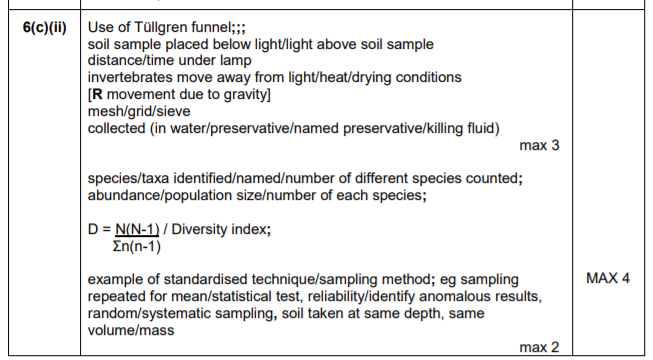 6(c)(ii)
Use of Tüllgren funnel;;;
soil sample placed below light/light above soil sample
distance/time under lamp
invertebrates move away from light/heat/drying conditions
[R movement due to gravity]
mesh/grid/sieve
collected (in water/preservative/named preservative/killing fluid)
max 3
species/taxa identified/named/number of different species counted;
abundance/population size/number of each species;
D = N(N-1) / Diversity index;
Σn(n-1)
example of standardised technique/sampling method; eg sampling
repeated for mean/statistical test, reliability/identify anomalous results,
random/systematic sampling, soil taken at same depth, same
volume/mass
max 2
MAX 4